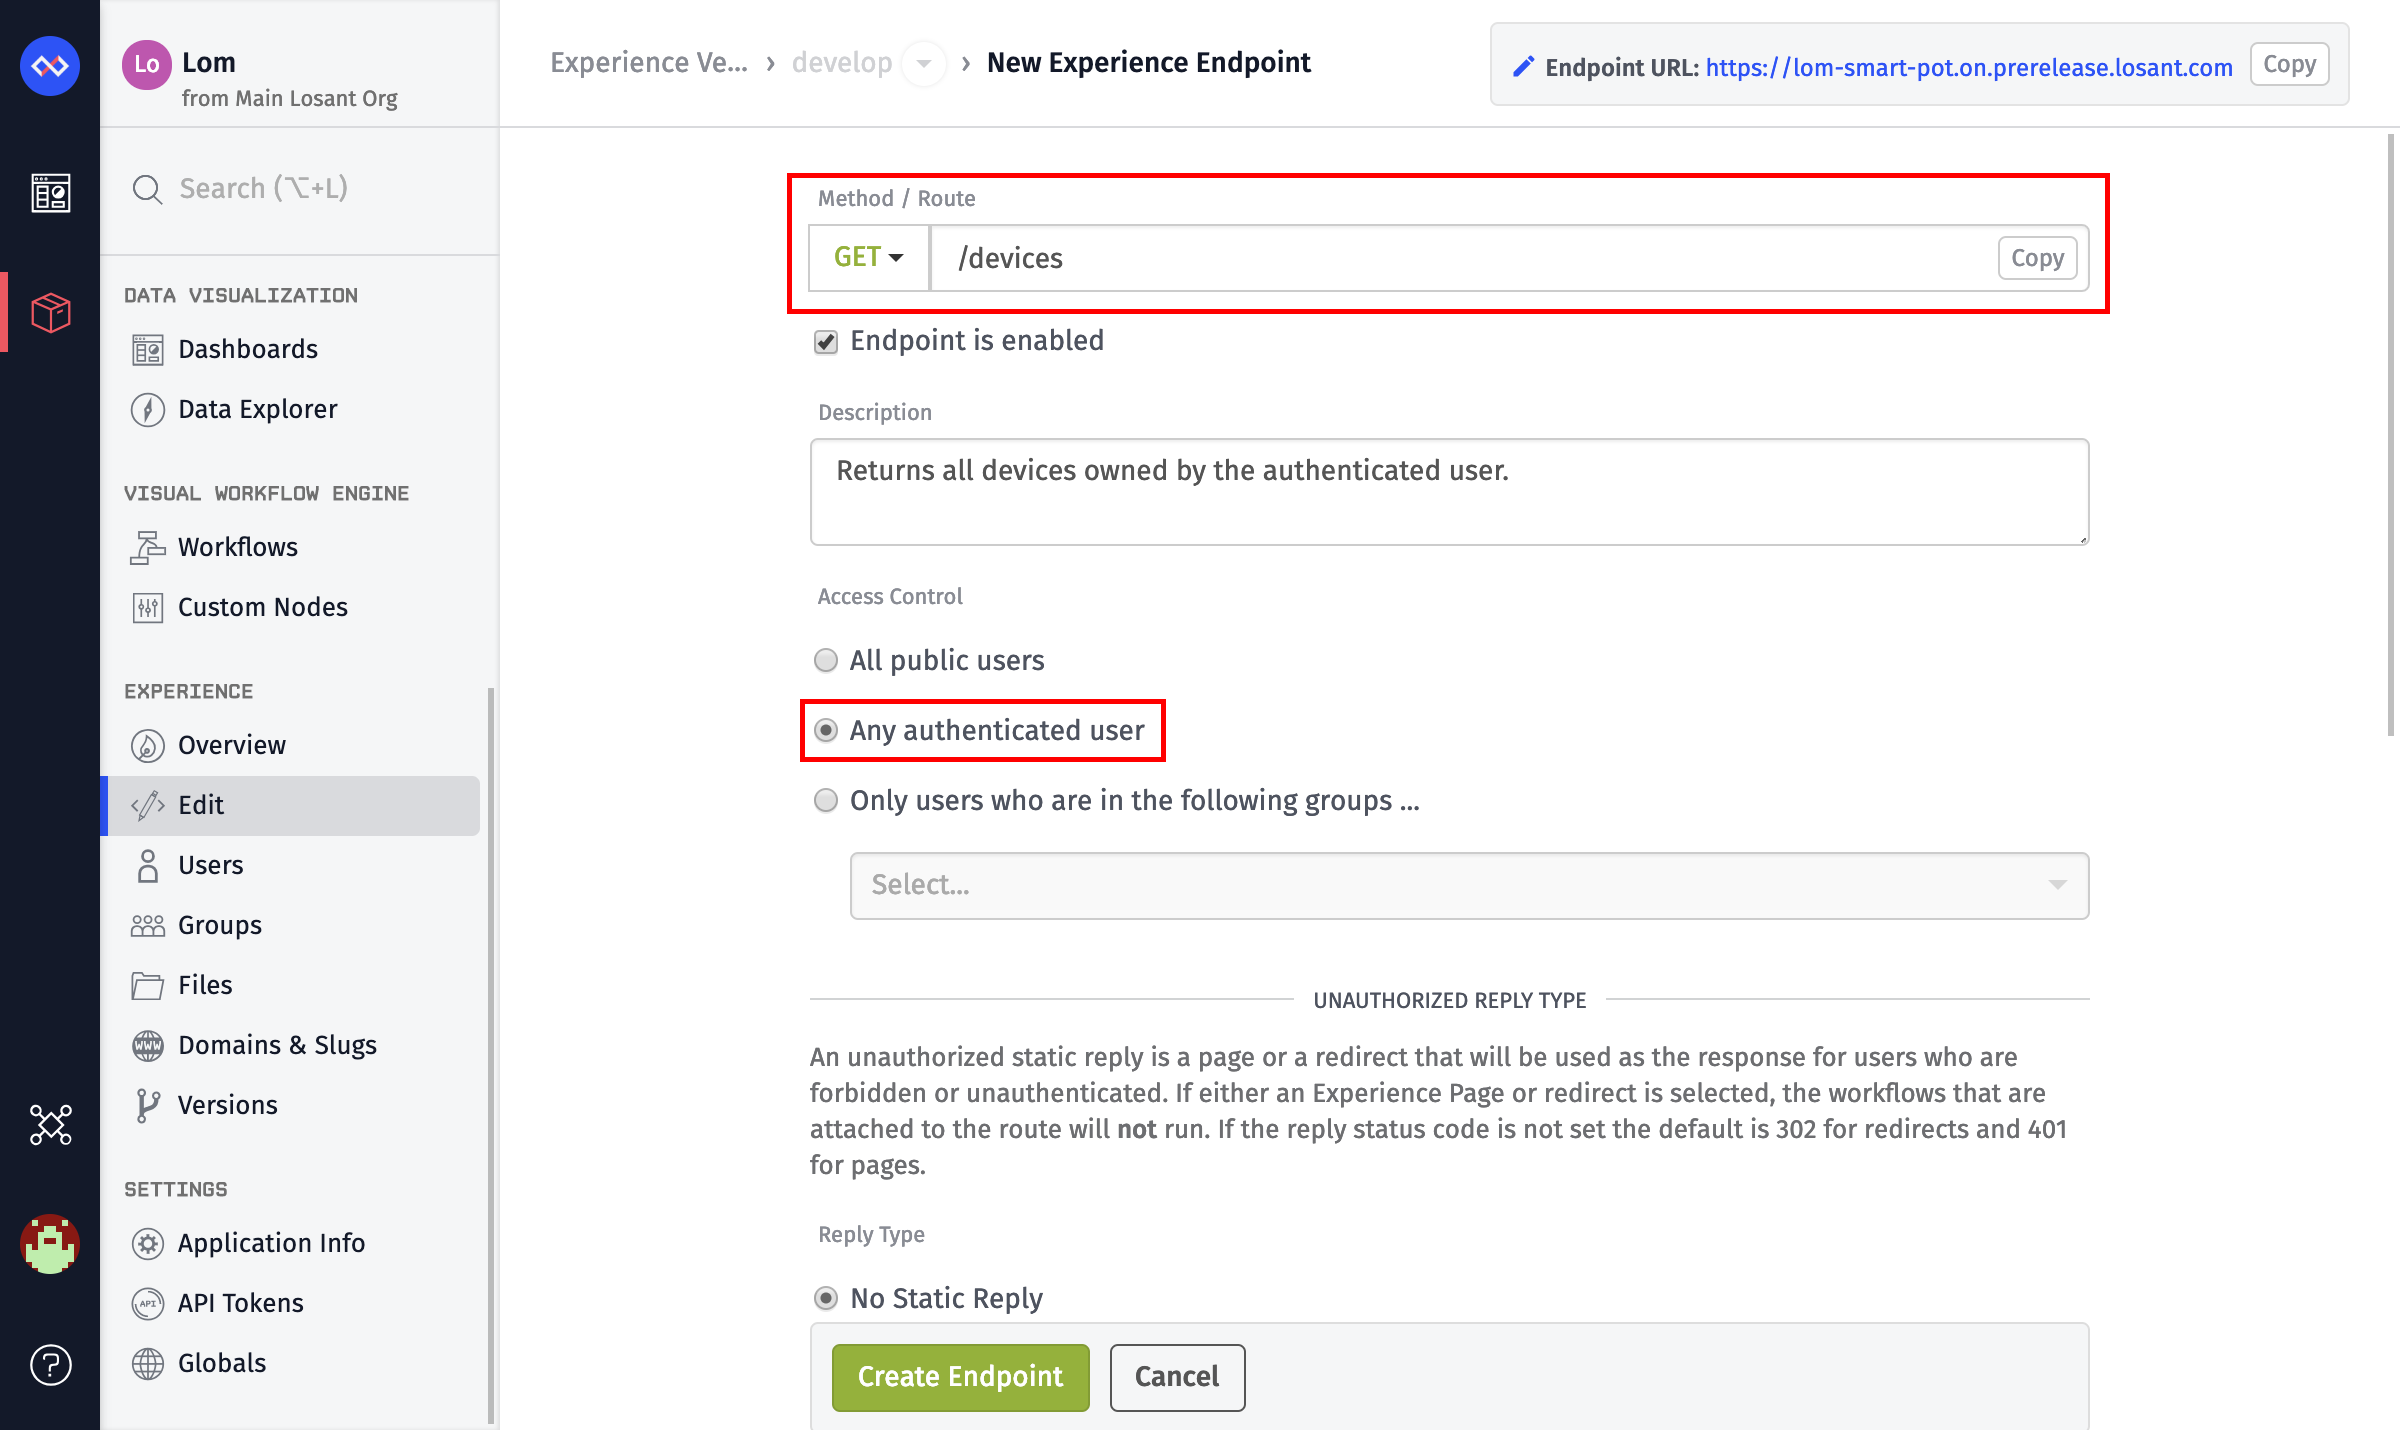 Lo
Lom
from Main Losant Org
Search (⌥+L)
DATA VISUALIZATION
Dashboards
Data Explorer
VISUAL WORKFLOW ENGINE
Workflows
Custom Nodes
EXPERIENCE
Overview
Edit
Users
Groups
Files
WWW
Domains & Slugs
Versions
SETTINGS
Application Info
API
API Tokens
Globals
?
Experience Ve... › develop › New Experience Endpoint
Endpoint URL: https://lom-smart-pot.on.prerelease.losant.com
Copy
Method / Route
GET
/devices
Copy
Endpoint is enabled
Description
Returns all devices owned by the authenticated user.
Access Control
All public users
Any authenticated user
Only users who are in the following groups ...
Select...
UNAUTHORIZED REPLY TYPE
An unauthorized static reply is a page or a redirect that will be used as the response for users who are
forbidden or unauthenticated. If either an Experience Page or redirect is selected, the workflows that are
attached to the route will not run. If the reply status code is not set the default is 302 for redirects and 401
for pages.
Reply Type
No Static Reply
Create Endpoint
Cancel